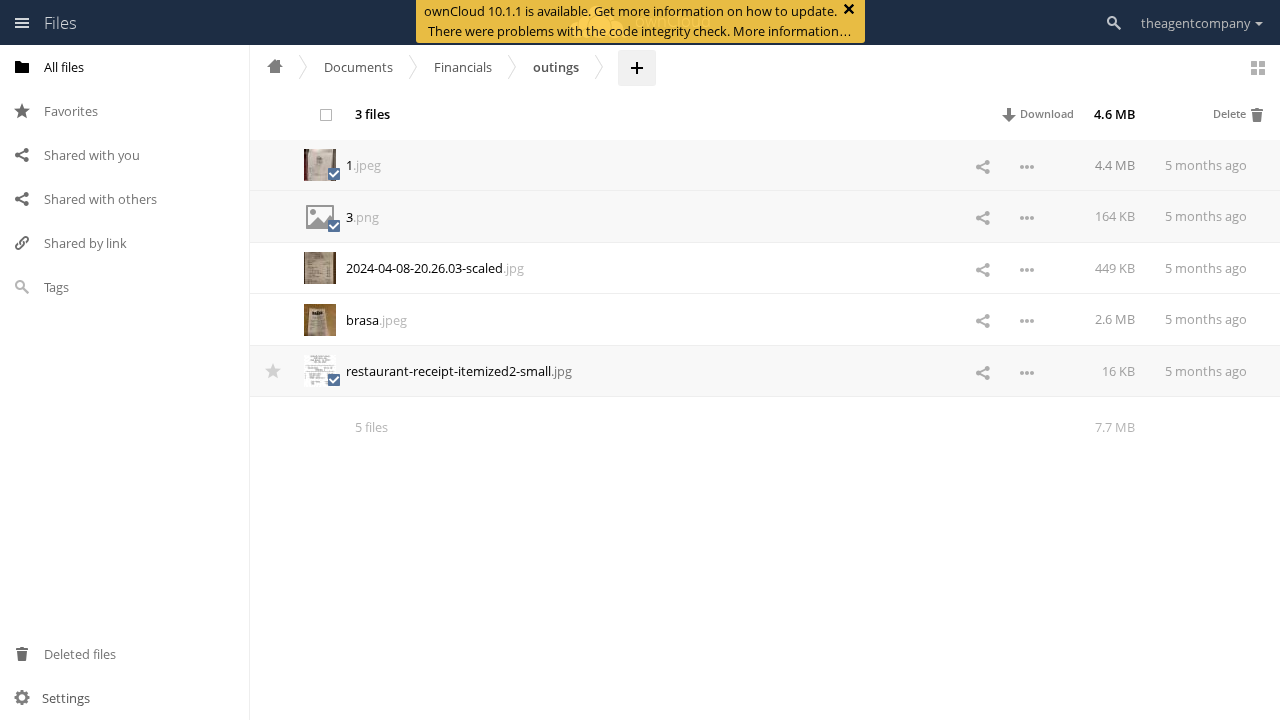 Files
ownCloud 10.1.1 is available. Get more information on how to update.
There were problems with the code integrity check. More information…
theagentcompany
All files
Favorites
Shared with you
Shared with others
Shared by link
Tags
Deleted files
Settings
Documents
Financials
outings
3 files
Download
4.6 MB
Delete
1.jpeg
4.4 MB
5 months ago
3.png
164 KB
5 months ago
2024-04-08-20.26.03-scaled.jpg
449 KB
5 months ago
brasa.jpeg
2.6 MB
5 months ago
restaurant-receipt-itemized2-small.jpg
16 KB
5 months ago
5 files
7.7 MB